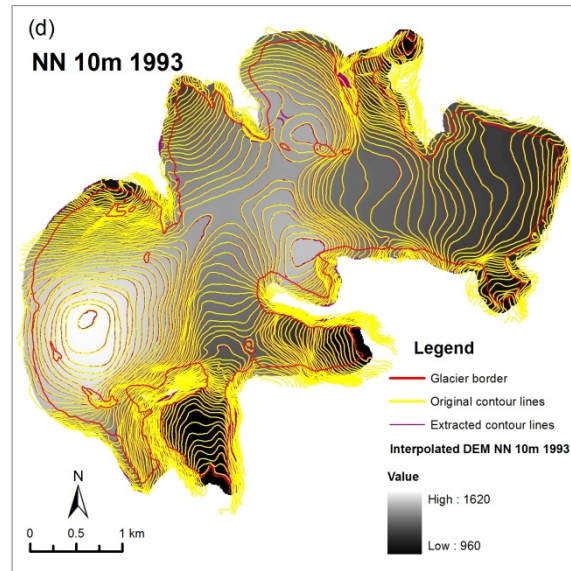 (d)
NN 10m 1993
Legend
Glacier border
Original contour lines
Extracted contour lines
Interpolated DEM NN 10m 1993
Value
High : 1620
Low : 960
N
0 0.5 1 km